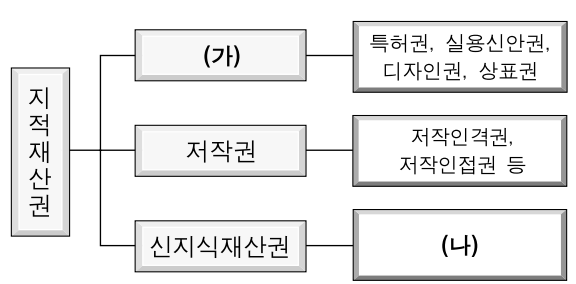 지적재산권
(가)
특허권, 실용신안권,
디자인권, 상표권
저작권
저작인격권,
저작인접권 등
신지식재산권
(나)